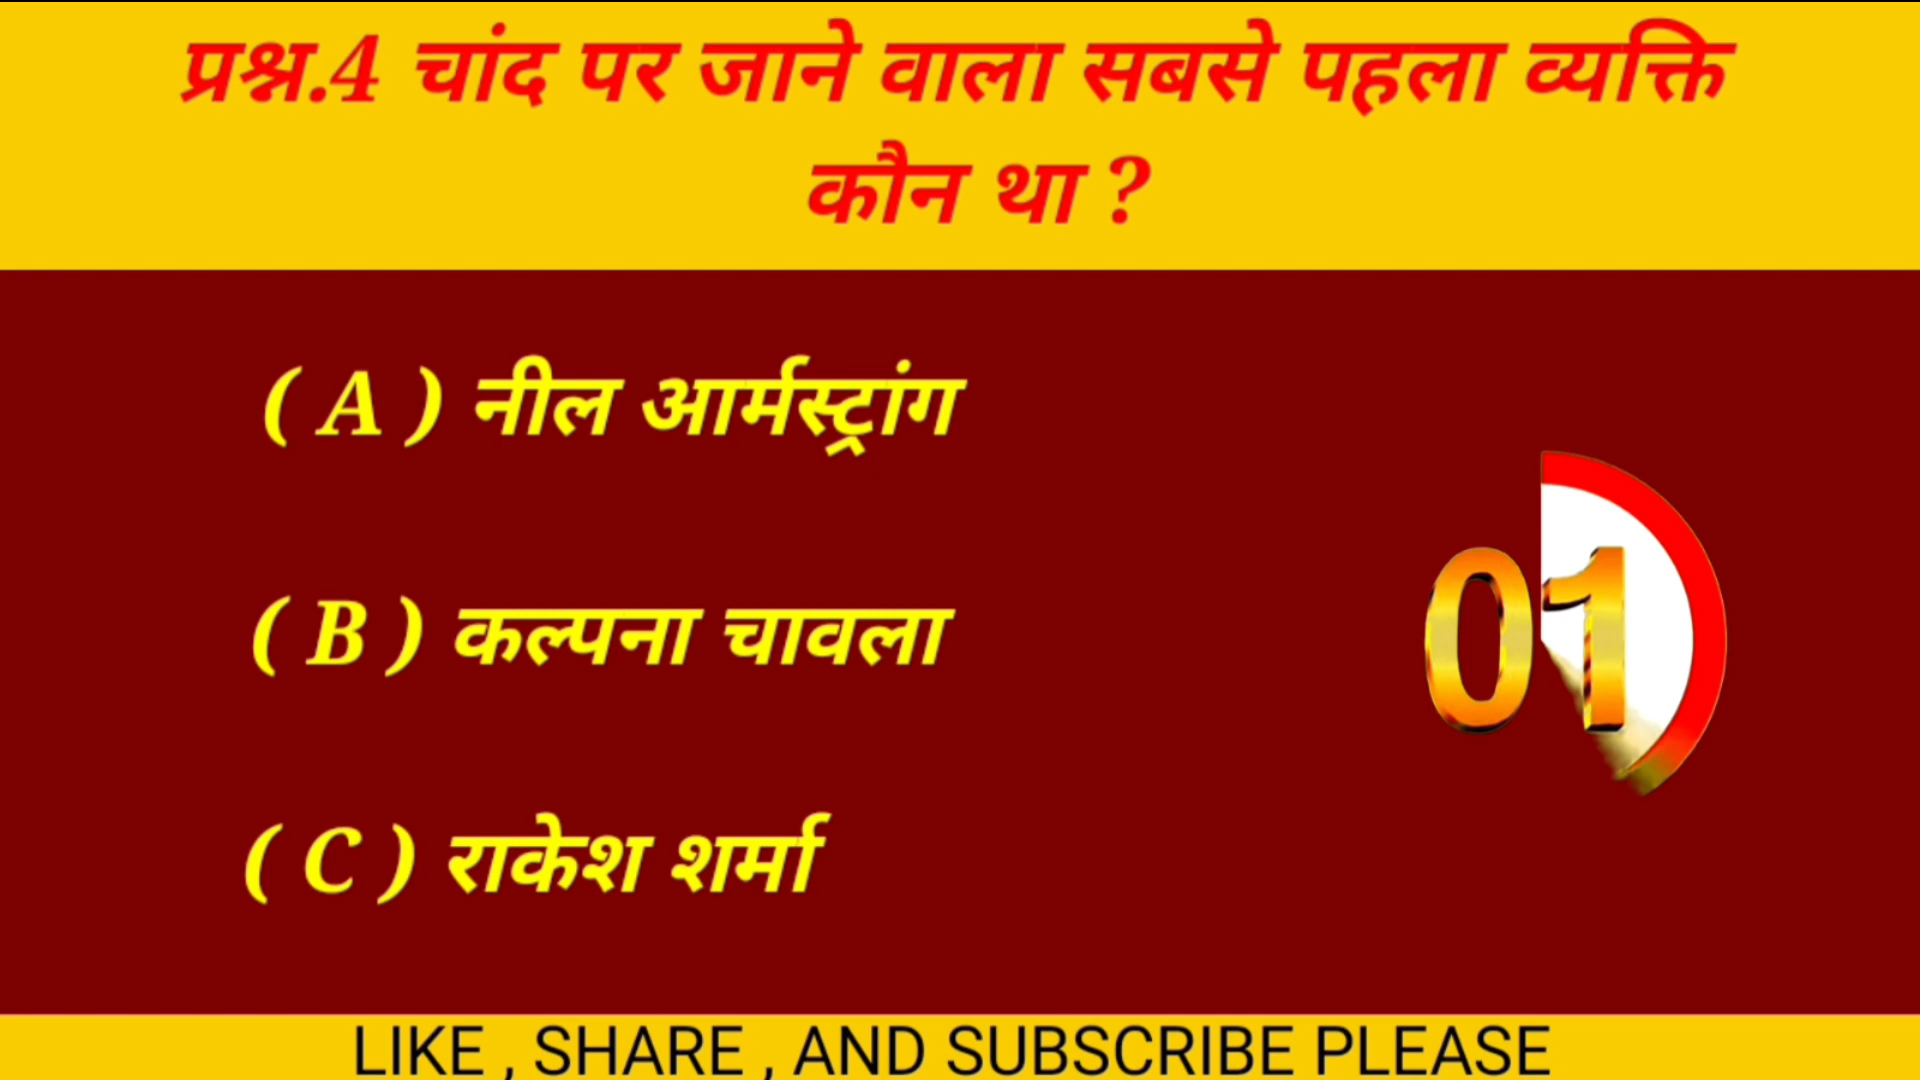 प्रश्न.4 चांद पर जाने वाला सबसे पहला व्यक्ति
कौन था ?
( A ) नील आर्मस्ट्रांग
( B ) कल्पना चावला
01
( C ) राकेश शर्मा
LIKE , SHARE , AND SUBSCRIBE PLEASE